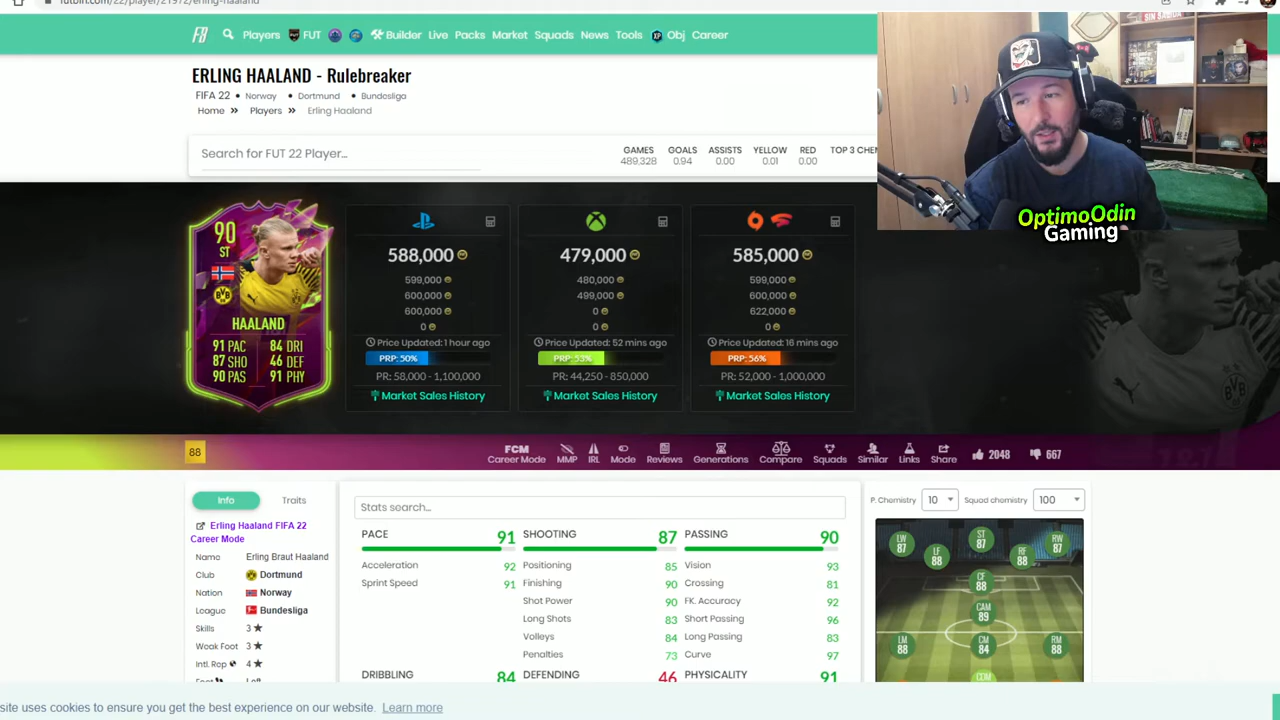 futbin.com/22/player/21972/erling-haaland
Players FUT Builder Live Packs Market Squads News Tools Obj Career
ERLING HAALAND - Rulebreaker
FIFA 22 • Norway • Dortmund • Bundesliga
Home » Players » Erling Haaland
Search for FUT 22 Player...
GAMES GOALS ASSISTS YELLOW RED TOP 3 CHEM
489.328 0.94 0.00 0.01 0.00
OptimoOdin
Gaming
90
ST
HAALAND
91 PAC 84 DRI
87 SHO 46 DEF
90 PAS 91 PHY
588,000
599,000
600,000
600,000
0
Price Updated: 1 hour ago
PRP: 50%
PR: 58,000 - 1,100,000
Market Sales History
479,000
480,000
499,000
0
0
Price Updated: 52 mins ago
PRP: 53%
PR: 44,250 - 850,000
Market Sales History
585,000
599,000
600,000
622,000
0
Price Updated: 16 mins ago
PRP: 56%
PR: 52,000 - 1,000,000
Market Sales History
88
FCM
Career Mode MMP IRL Mode Reviews Generations Compare Squads Similar Links Share 2048 667
Info Traits
Erling Haaland FIFA 22
Career Mode
Name Erling Braut Haaland
Club Dortmund
Nation Norway
League Bundesliga
Skills 3
Weak Foot 3
Intl. Rep 4
Foot Left
Stats search...
PACE 91
Acceleration 92
Sprint Speed 91
SHOOTING 87
Positioning 85
Finishing 90
Shot Power 90
Long Shots 83
Volleys 84
Penalties 73
PASSING 90
Vision 93
Crossing 81
FK. Accuracy 92
Short Passing 96
Long Passing 83
Curve 97
DRIBBLING 84
DEFENDING 46
PHYSICALITY 91
P. Chemistry 10 Squad chemistry 100
LW
87
ST
87
RW
87
LF
88
RF
88
CF
88
CAM
89
LM
88
CM
84
RM
88
CDM
site uses cookies to ensure you get the best experience on our website. Learn more